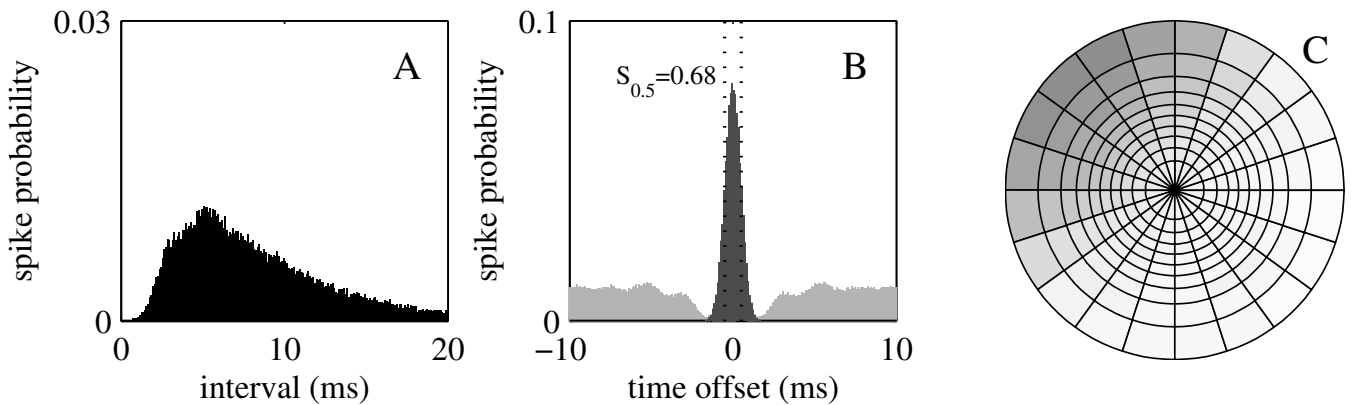 0.03
A
spike probability
0
0
10
20
interval (ms)
0.1
B
S0.5=0.68
spike probability
0
−10
0
10
time offset (ms)
C